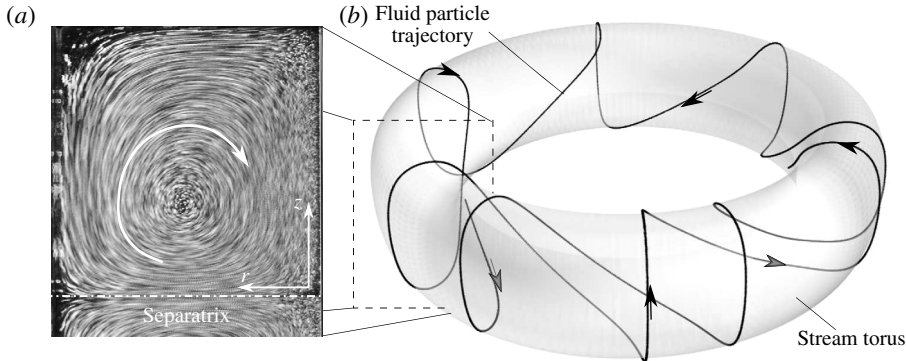 (a)
(b)
Fluid particle
trajectory
z
r
Separatrix
Stream torus